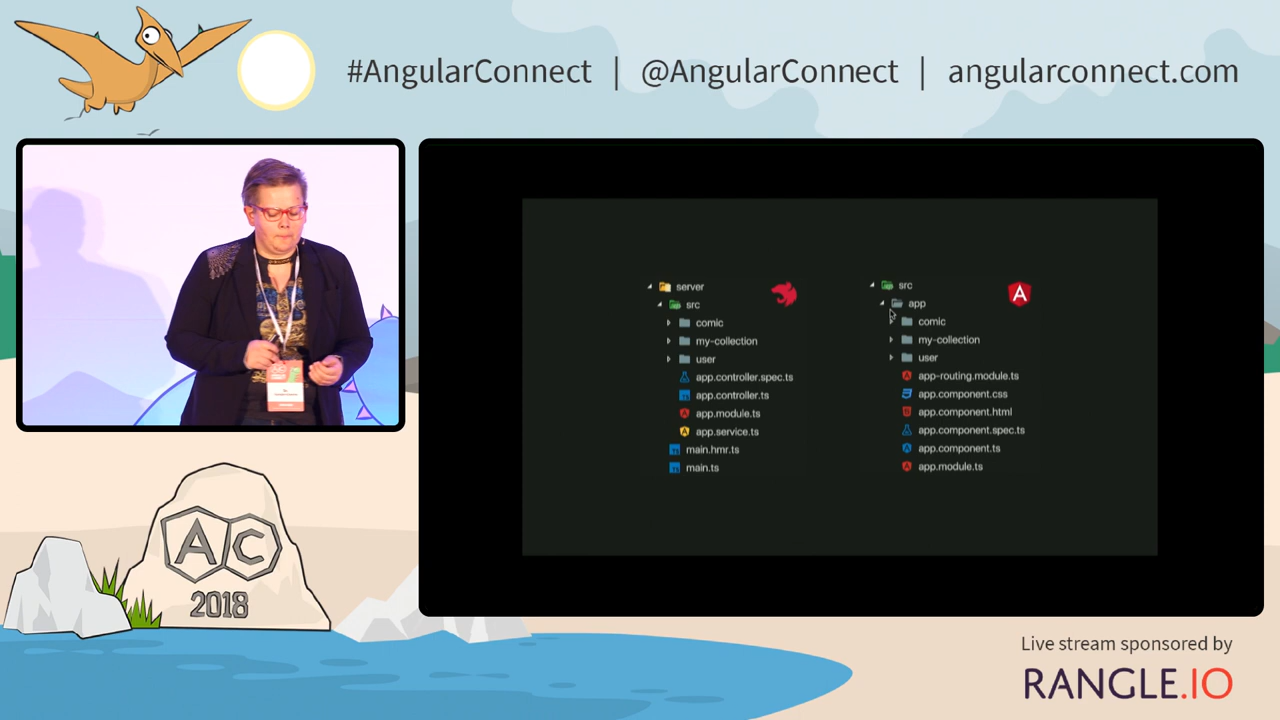 #AngularConnect | @AngularConnect | angularconnect.com
server
src
comic
my-collection
user
app.controller.spec.ts
app.controller.ts
app.module.ts
app.service.ts
main.hmr.ts
main.ts
src
app
comic
my-collection
user
app-routing.module.ts
app.component.css
app.component.html
app.component.spec.ts
app.component.ts
app.module.ts
A
AC
2018
Live stream sponsored by
RANGLE.IO